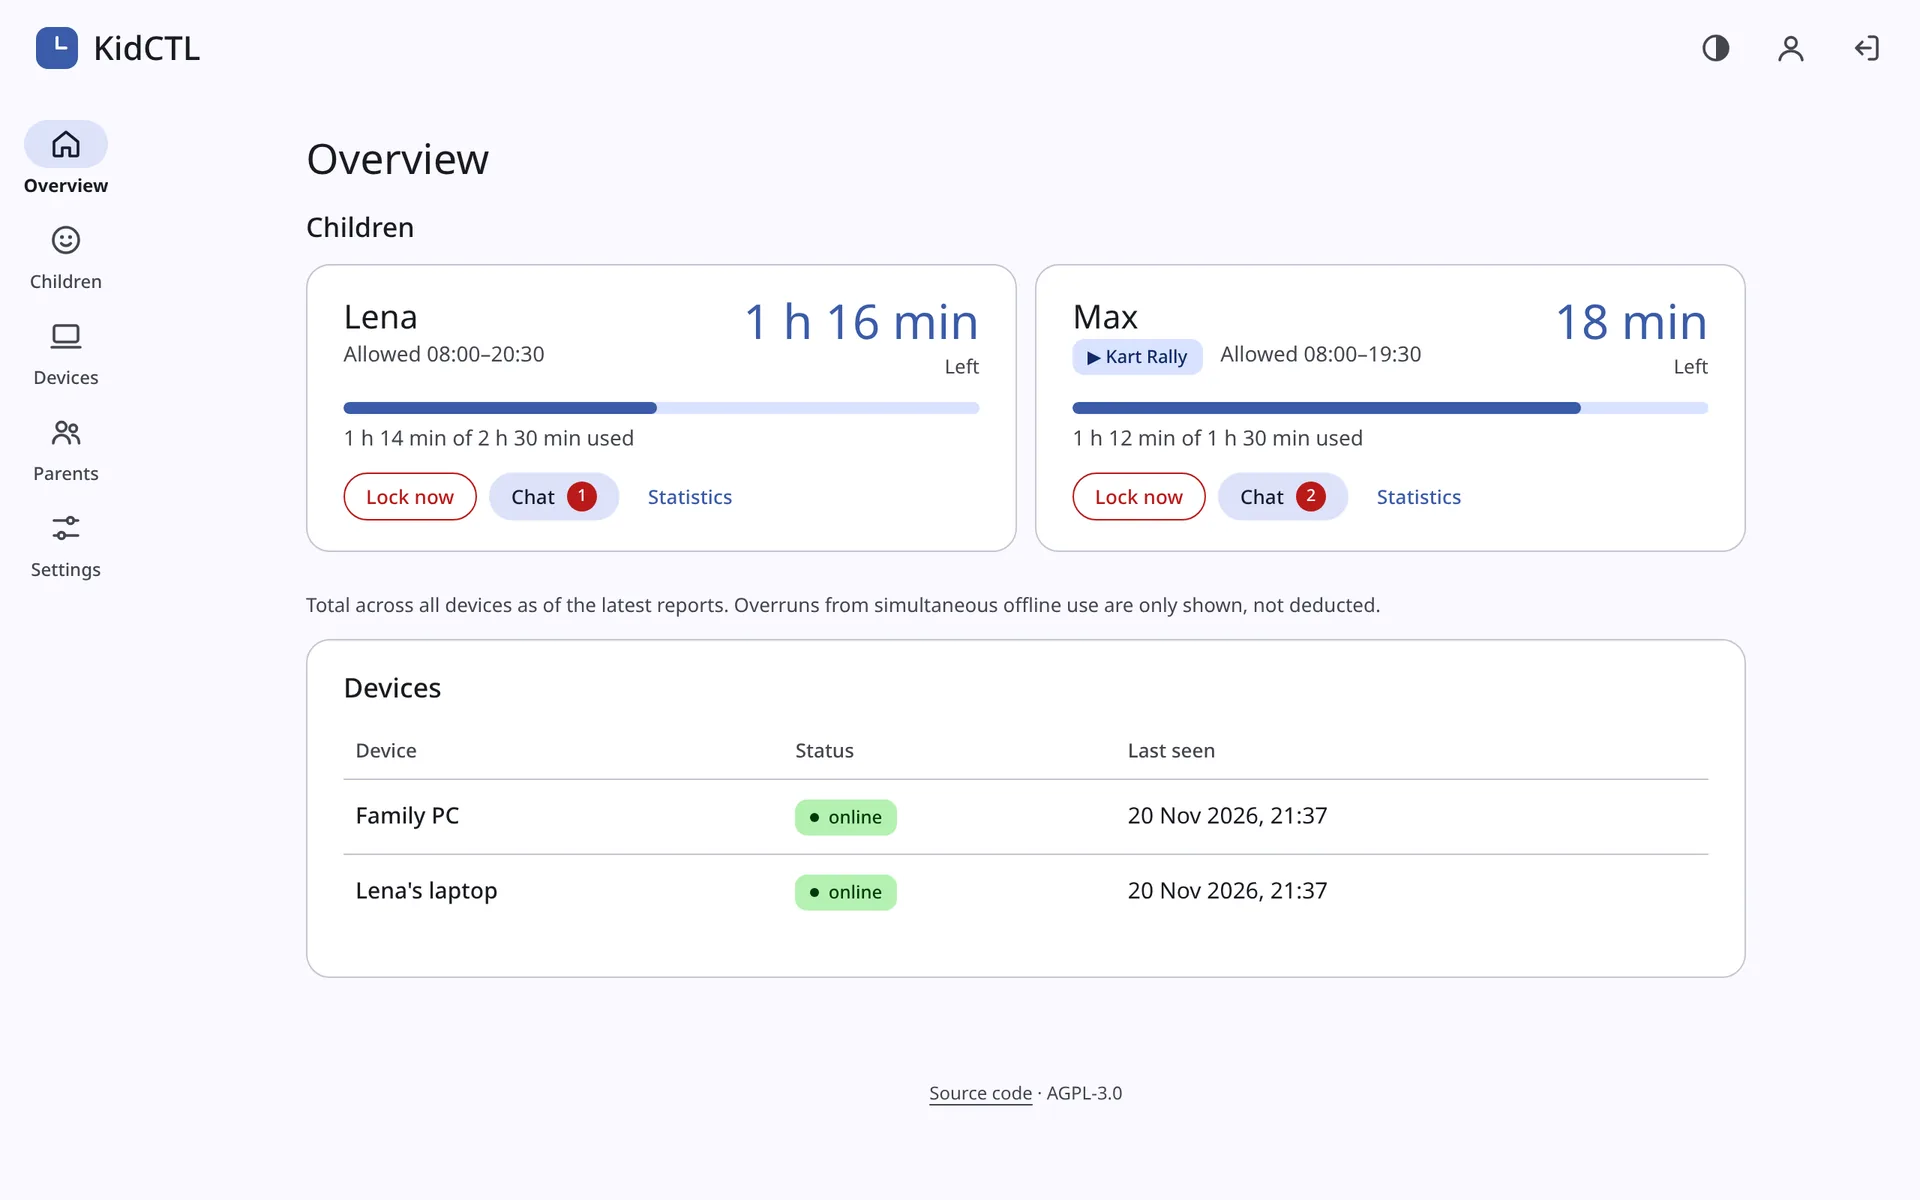 KidCTL
Overview
Children
Devices
Parents
Settings
Overview
Children
Lena
Allowed 08:00–20:30
1 h 16 min
Left
1 h 14 min of 2 h 30 min used
Lock now
Chat 1
Statistics
Max
▶ Kart Rally
Allowed 08:00–19:30
18 min
Left
1 h 12 min of 1 h 30 min used
Lock now
Chat 2
Statistics
Total across all devices as of the latest reports. Overruns from simultaneous offline use are only shown, not deducted.
Devices
Device Status Last seen
Family PC online 20 Nov 2026, 21:37
Lena's laptop online 20 Nov 2026, 21:37
Source code · AGPL-3.0